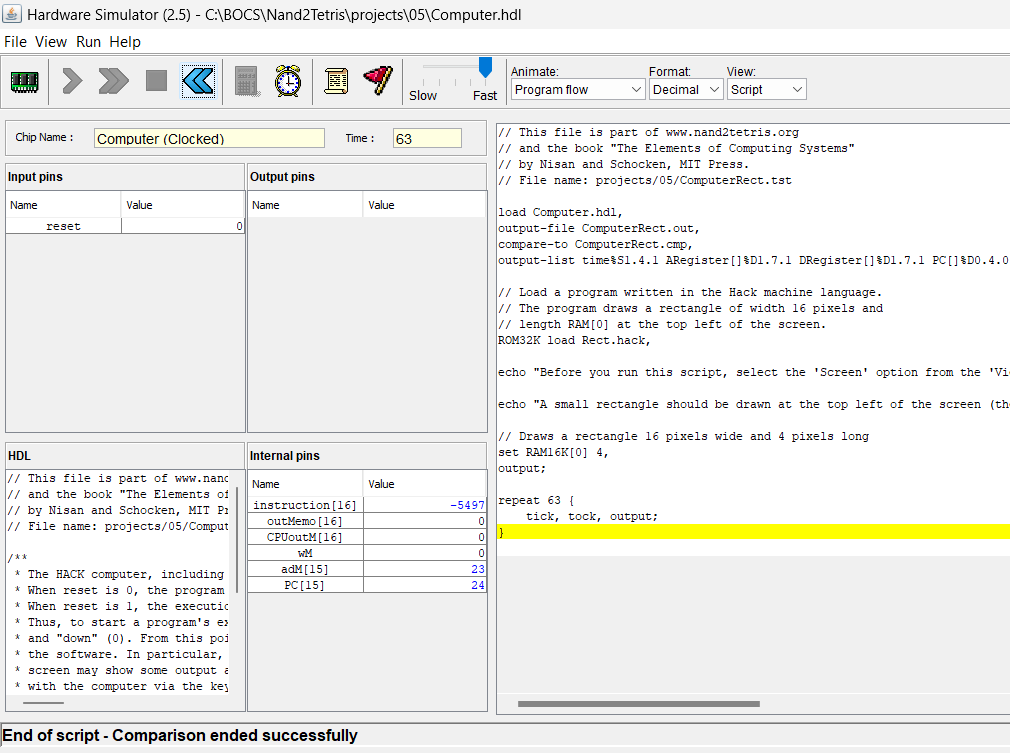 Hardware Simulator (2.5) - C:\BOCS\Nand2Tetris\projects\05\Computer.hdl
File View Run Help
Slow Fast
Animate:
Program flow
Format:
Decimal
View:
Script
Chip Name : Computer (Clocked) Time : 63
Input pins
Name Value
reset 0
Output pins
Name Value
HDL
// This file is part of www.nand
// and the book "The Elements of
// by Nisan and Schocken, MIT Pr
// File name: projects/05/Comput
/**
* The HACK computer, including
* When reset is 0, the program
* When reset is 1, the executio
* Thus, to start a program's ex
* and "down" (0). From this poi
* the software. In particular,
* screen may show some output a
* with the computer via the key
Internal pins
Name Value
instruction[16] -5497
outMemo[16] 0
CPUoutM[16] 0
wM 0
adM[15] 23
PC[15] 24
// This file is part of www.nand2tetris.org
// and the book "The Elements of Computing Systems"
// by Nisan and Schocken, MIT Press.
// File name: projects/05/ComputerRect.tst
load Computer.hdl,
output-file ComputerRect.out,
compare-to ComputerRect.cmp,
output-list time%S1.4.1 ARegister[]%D1.7.1 DRegister[]%D1.7.1 PC[]%D0.4.0
// Load a program written in the Hack machine language.
// The program draws a rectangle of width 16 pixels and
// length RAM[0] at the top left of the screen.
ROM32K load Rect.hack,
echo "Before you run this script, select the 'Screen' option from the 'Vi
echo "A small rectangle should be drawn at the top left of the screen (th
// Draws a rectangle 16 pixels wide and 4 pixels long
set RAM16K[0] 4,
output;
repeat 63 {
tick, tock, output;
}
End of script - Comparison ended successfully